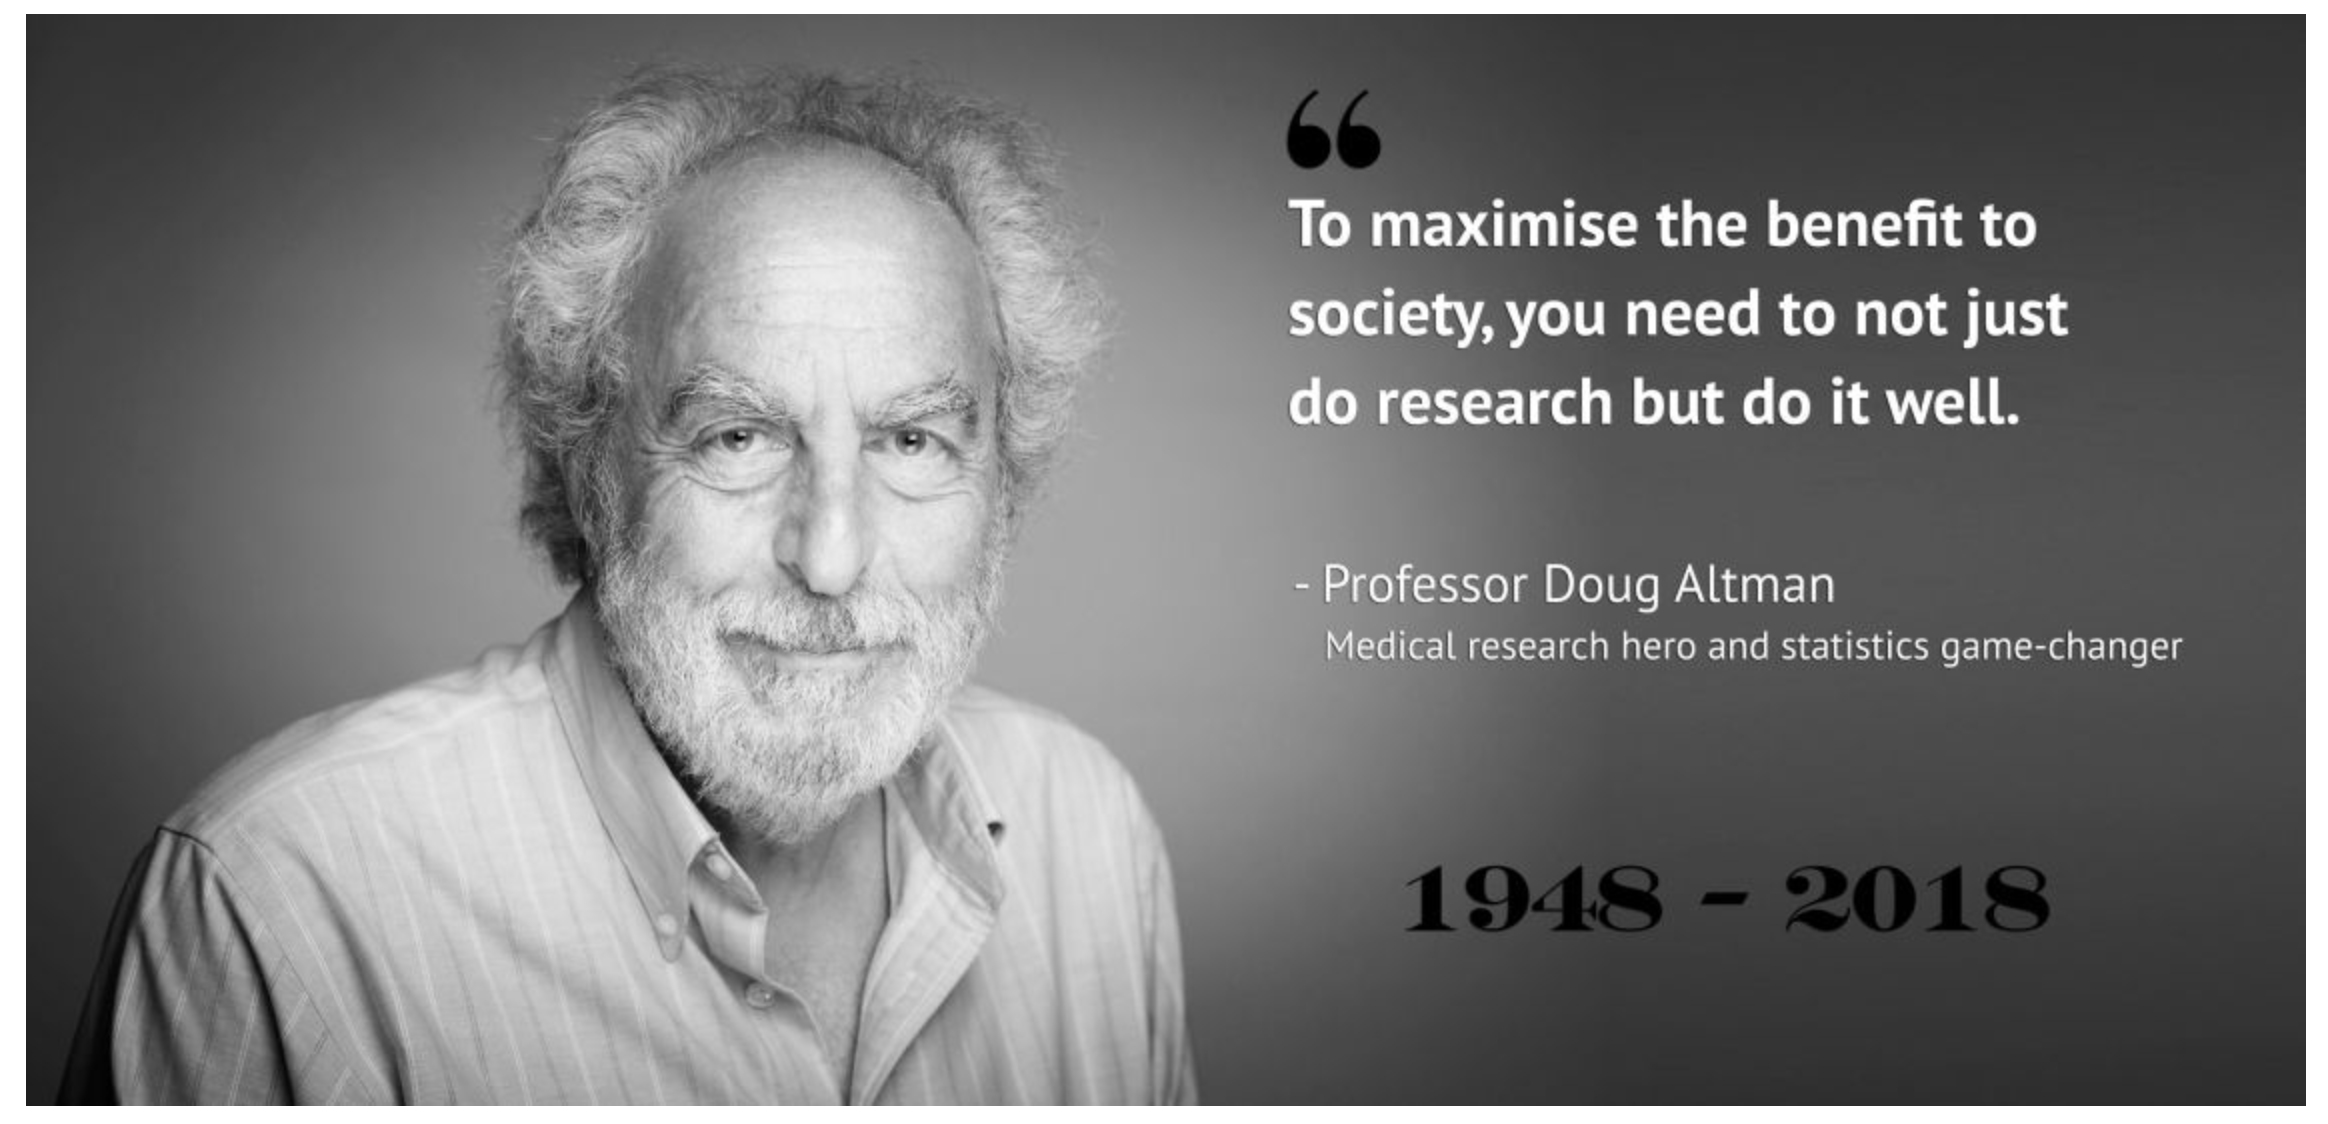 “
To maximise the benefit to
society, you need to not just
do research but do it well.
- Professor Doug Altman
Medical research hero and statistics game-changer
1948 - 2018